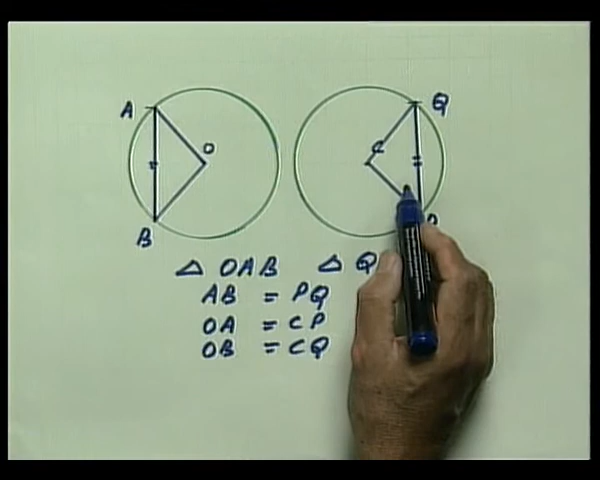 A
O
B
C
Q
P
△ OAB △ Q
AB = PQ
OA = CP
OB = CQ